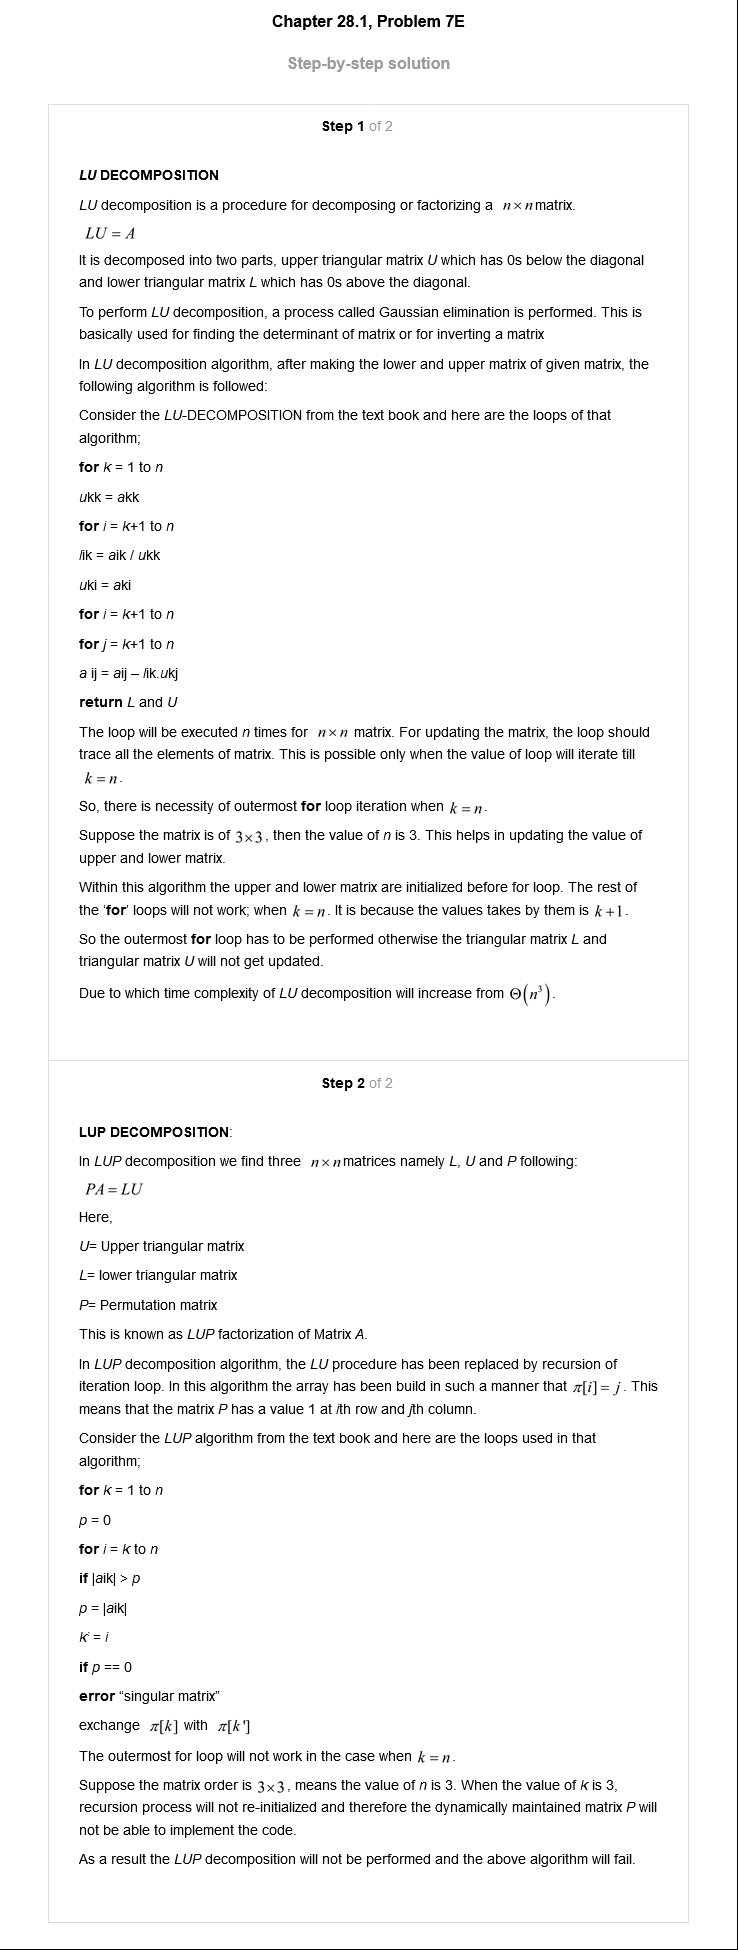 Chapter 28.1, Problem 7E
Step-by-step solution
Step 1 of 2
LU DECOMPOSITION
LU decomposition is a procedure for decomposing or factorizing a n×n matrix.
LU = A
It is decomposed into two parts, upper triangular matrix U which has 0s below the diagonal
and lower triangular matrix L which has 0s above the diagonal.
To perform LU decomposition, a process called Gaussian elimination is performed. This is
basically used for finding the determinant of matrix or for inverting a matrix
In LU decomposition algorithm, after making the lower and upper matrix of given matrix, the
following algorithm is followed:
Consider the LU-DECOMPOSITION from the text book and here are the loops of that
algorithm;
for k = 1 to n
ukk = akk
for i = k+1 to n
lik = aik / ukk
uki = aki
for i = k+1 to n
for j = k+1 to n
a ij = aij – lik.ukj
return L and U
The loop will be executed n times for n×n matrix. For updating the matrix, the loop should
trace all the elements of matrix. This is possible only when the value of loop will iterate till
k = n.
So, there is necessity of outermost for loop iteration when k = n.
Suppose the matrix is of 3×3, then the value of n is 3. This helps in updating the value of
upper and lower matrix.
Within this algorithm the upper and lower matrix are initialized before for loop. The rest of
the ‘for’ loops will not work; when k = n. It is because the values takes by them is k+1.
So the outermost for loop has to be performed otherwise the triangular matrix L and
triangular matrix U will not get updated.
Due to which time complexity of LU decomposition will increase from Θ(n³).
Step 2 of 2
LUP DECOMPOSITION:
In LUP decomposition we find three n×n matrices namely L, U and P following:
PA = LU
Here,
U= Upper triangular matrix
L= lower triangular matrix
P= Permutation matrix
This is known as LUP factorization of Matrix A.
In LUP decomposition algorithm, the LU procedure has been replaced by recursion of
iteration loop. In this algorithm the array has been build in such a manner that π[i] = j. This
means that the matrix P has a value 1 at ith row and jth column.
Consider the LUP algorithm from the text book and here are the loops used in that
algorithm;
for k = 1 to n
p = 0
for i = k to n
if |aik| > p
p = |aik|
k' = i
if p == 0
error “singular matrix”
exchange π[k] with π[k']
The outermost for loop will not work in the case when k = n.
Suppose the matrix order is 3×3, means the value of n is 3. When the value of k is 3,
recursion process will not re-initialized and therefore the dynamically maintained matrix P will
not be able to implement the code.
As a result the LUP decomposition will not be performed and the above algorithm will fail.